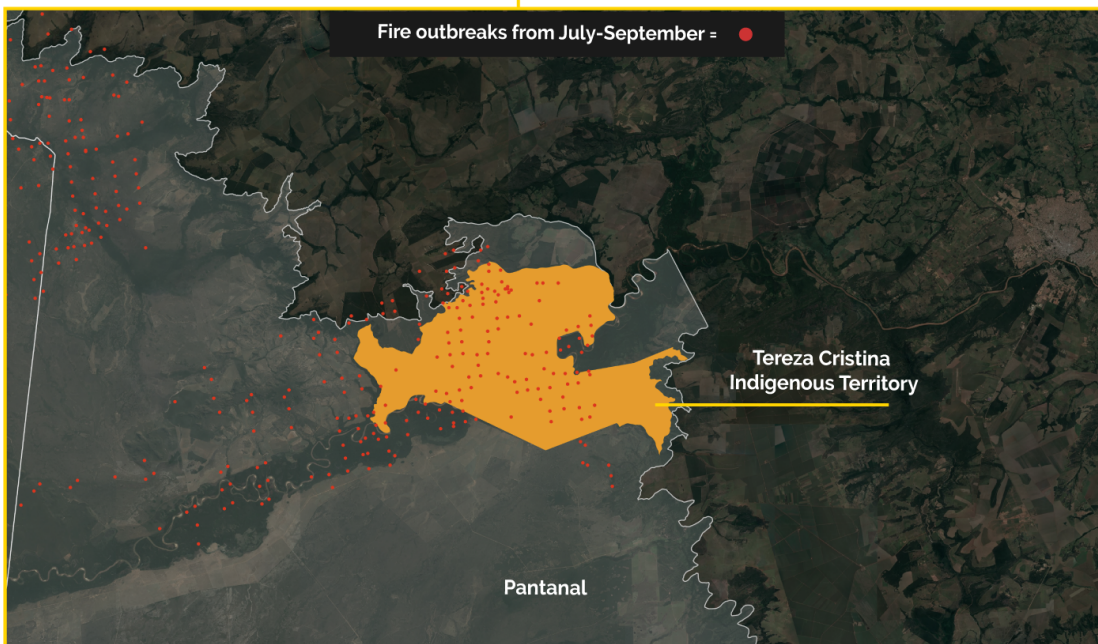 Fire outbreaks from July-September =
Tereza Cristina
Indigenous Territory
Pantanal